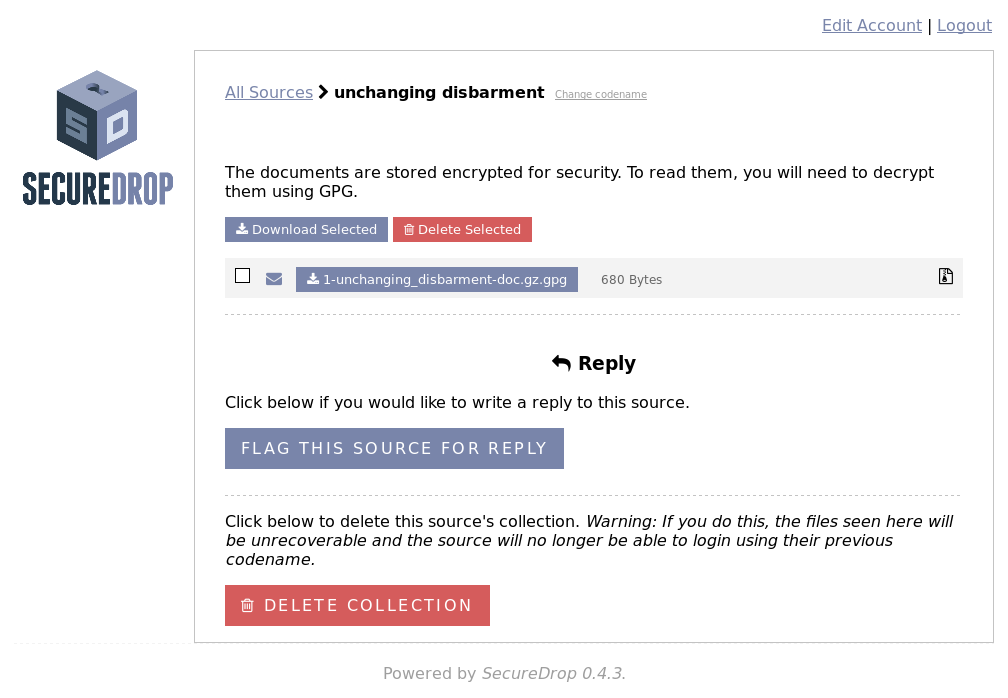 Edit Account | Logout
SD
SECUREDROP
All Sources unchanging disbarment Change codename
The documents are stored encrypted for security. To read them, you will need to decrypt
them using GPG.
Download Selected Delete Selected
1-unchanging_disbarment-doc.gz.gpg 680 Bytes
Reply
Click below if you would like to write a reply to this source.
FLAG THIS SOURCE FOR REPLY
Click below to delete this source's collection. Warning: If you do this, the files seen here will
be unrecoverable and the source will no longer be able to login using their previous
codename.
DELETE COLLECTION
Powered by SecureDrop 0.4.3.